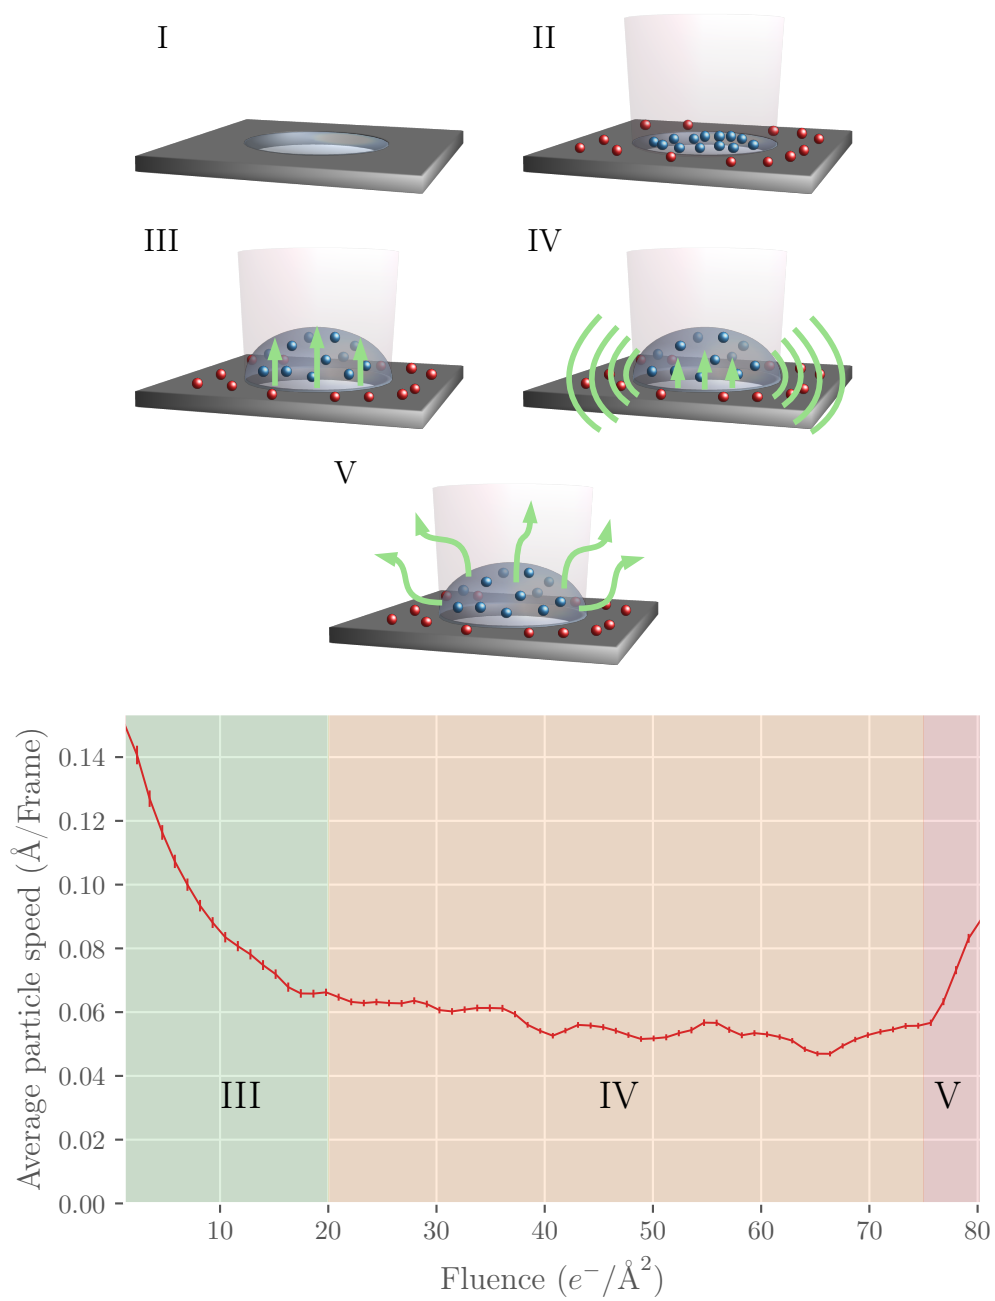 I
II
III
IV
V
Average particle speed (Å/Frame)
0.14
0.12
0.10
0.08
0.06
0.04
0.02
0.00
III
IV
V
10
20
30
40
50
60
70
80
Fluence (e⁻/Å²)